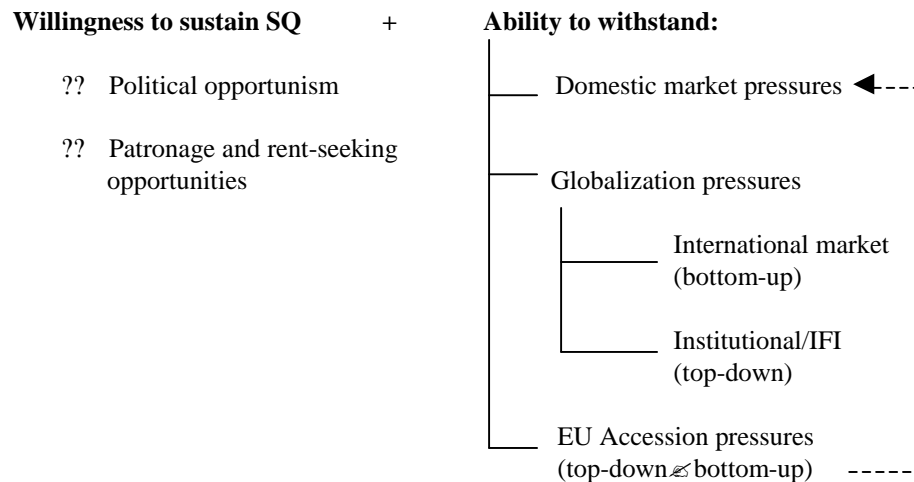 Willingness to sustain SQ + Ability to withstand:
?? Political opportunism
?? Patronage and rent-seeking
opportunities
Domestic market pressures
Globalization pressures
International market
(bottom-up)
Institutional/IFI
(top-down)
EU Accession pressures
(top-down✍bottom-up)